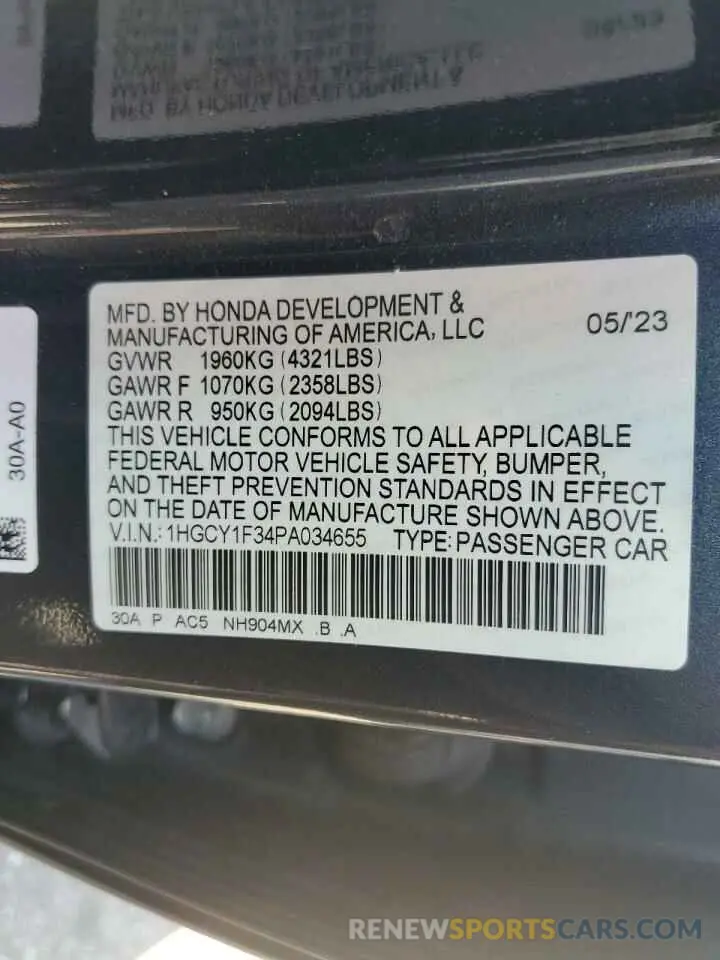 MFD. BY HONDA DEVELOPMENT &
MANUFACTURING OF AMERICA, LLC 05/'23
GVWR 1960KG (4321LBS)
GAWR F 1070KG (2358LBS)
GAWR R 950KG (2094LBS)
THIS VEHICLE CONFORMS TO ALL APPLICABLE
FEDERAL MOTOR VEHICLE SAFETY, BUMPER,
AND THEFT PREVENTION STANDARDS IN EFFECT
ON THE DATE OF MANUFACTURE SHOWN ABOVE.
V.I.N.: 1HGCY1F34PA034655 TYPE: PASSENGER CAR
30A P AC5 NH904MX .B .A
30A-A0
RENEWSPORTSCARS.COM